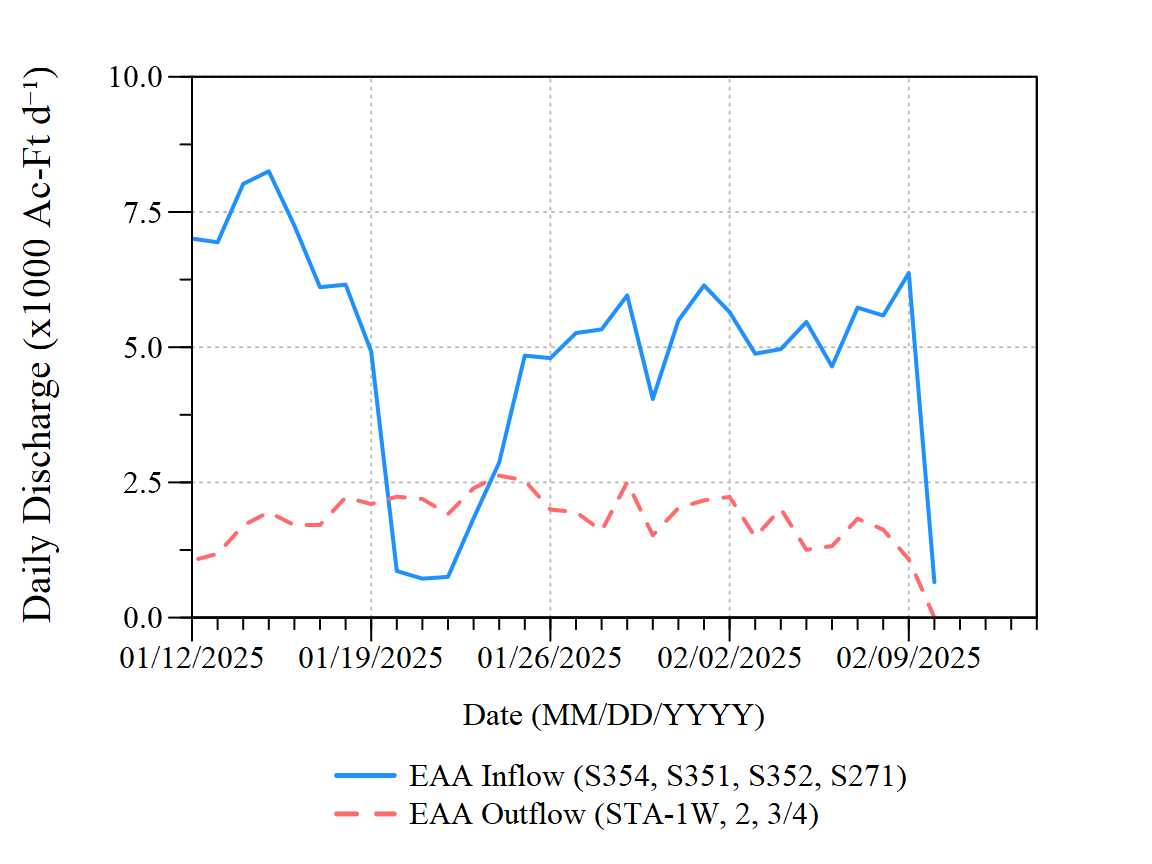 Daily Discharge (x1000 Ac-Ft d⁻¹)
10.0
7.5
5.0
2.5
0.0
01/12/2025 01/19/2025 01/26/2025 02/02/2025 02/09/2025
Date (MM/DD/YYYY)
EAA Inflow (S354, S351, S352, S271)
EAA Outflow (STA-1W, 2, 3/4)